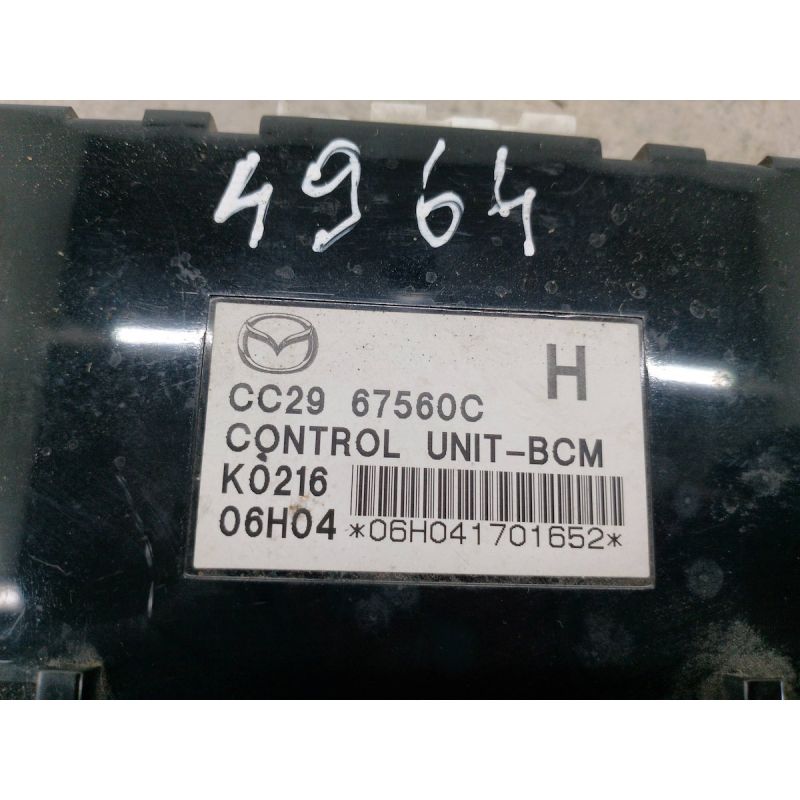 4964
H
CC29 67560C
CONTROL UNIT-BCM
K0216
06H04 *06H041701652*